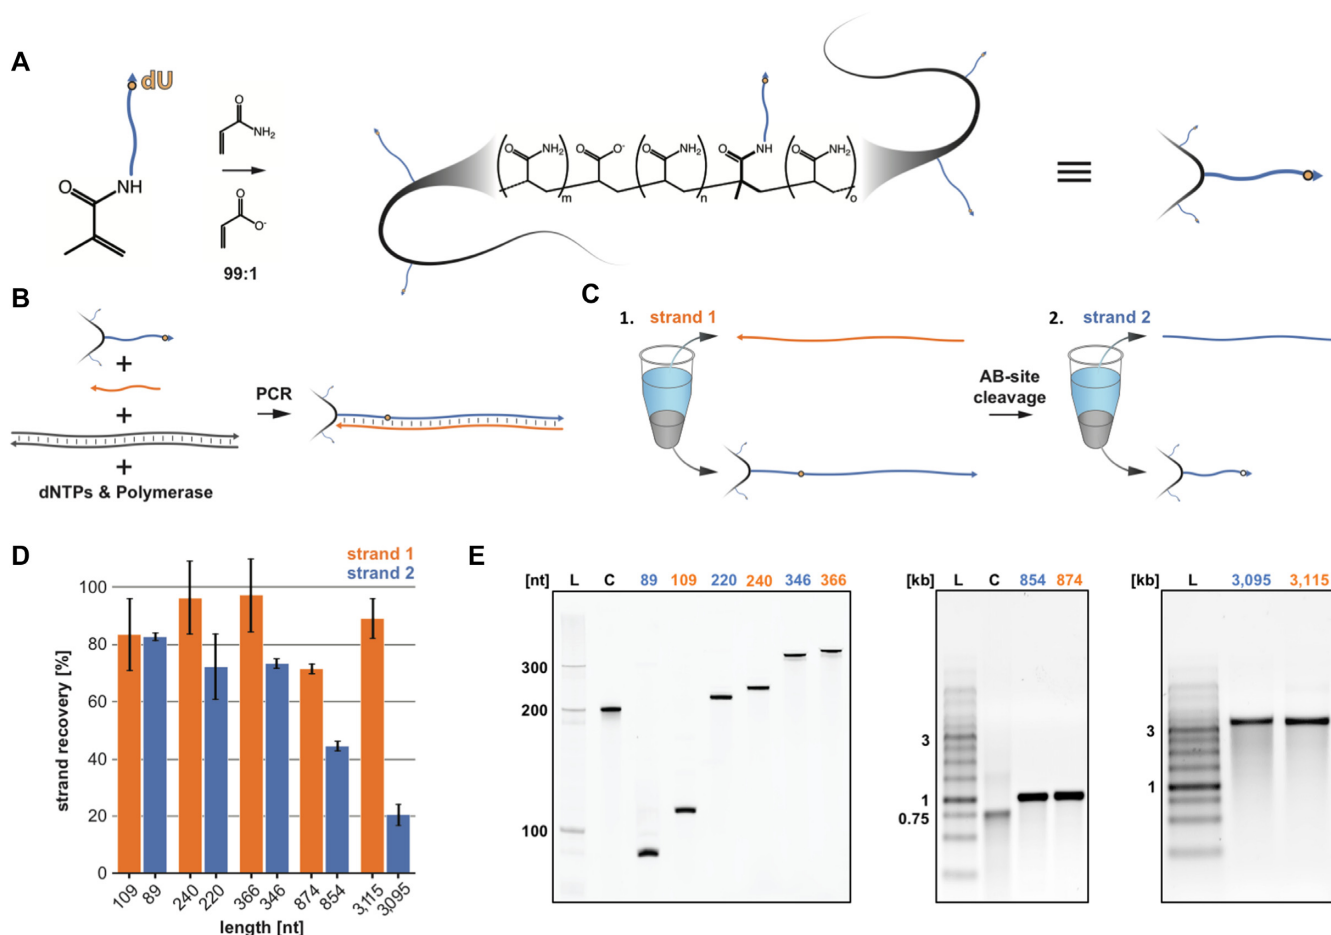 A
dU
O
NH
O
NH2
O
O-
99:1
O
NH2
m
O
O-
O
NH2
n
O
NH
O
NH2
o
B
+
+
+
dNTPs & Polymerase
PCR
C
1. strand 1
AB-site
cleavage
2. strand 2
D
strand 1
strand 2
strand recovery [%]
100
80
60
40
20
0
109 89 240 220 366 346 874 854 3,115 3,095
length [nt]
E
[nt] L C 89 109 220 240 346 366
300
200
100
[kb] L C 854 874
3
1
0.75
[kb] L 3,095 3,115
3
1